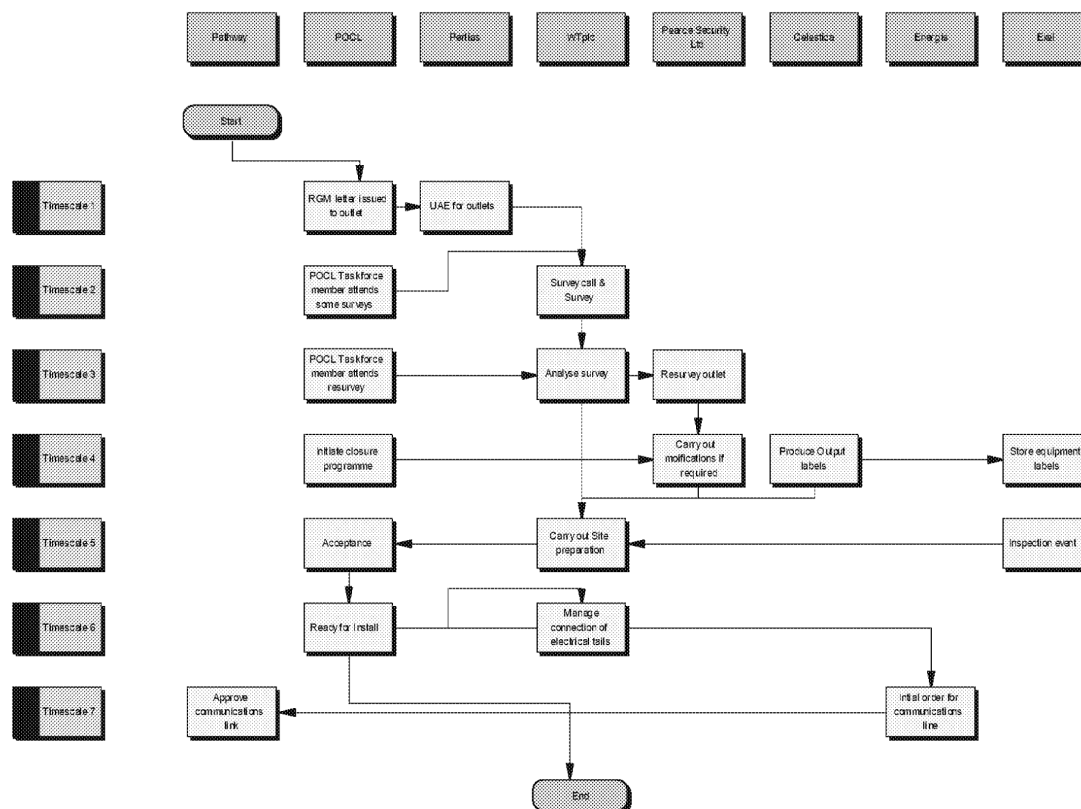 Pathway
POCL
Perlias
WTplc
Pearce Security
Ltd
Celestica
Energis
Exel
Start
Timescale 1
RGM letter issued
to outlet
UAE for outlets
Timescale 2
POCL Taskforce
member attends
some surveys
Survey call &
Survey
Timescale 3
POCL Taskforce
member attends
resurvey
Analyse survey
Resurvey outlet
Timescale 4
Initiate closure
programme
Carry out
moifications if
required
Produce Output
labels
Store equipment
labels
Timescale 5
Acceptance
Carry out Site
preparation
Inspection event
Timescale 6
Ready for Install
Manage
connection of
electrical tails
Timescale 7
Approve
communications
link
Intial order for
communications
line
End